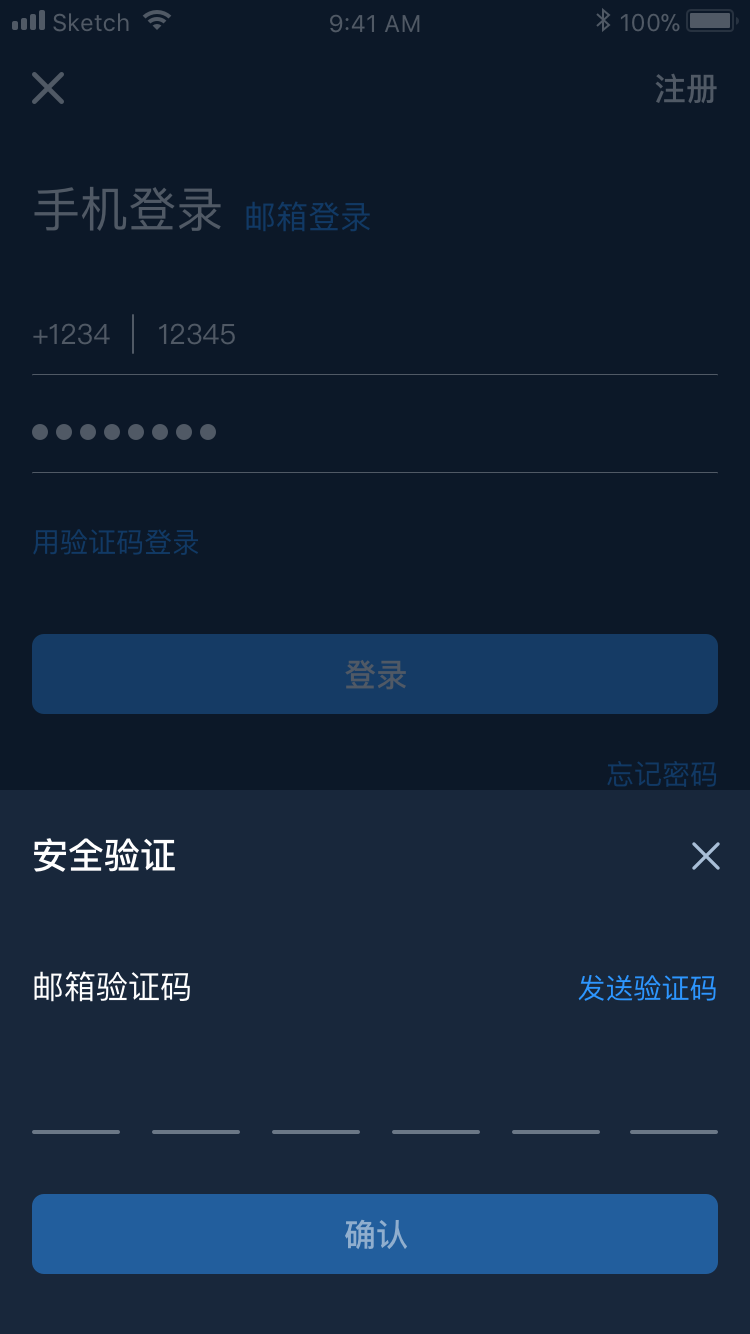 Sketch 9:41 AM 100%
注册
手机登录 邮箱登录
+1234 12345
用验证码登录
登录
忘记密码
安全验证
邮箱验证码 发送验证码
确认